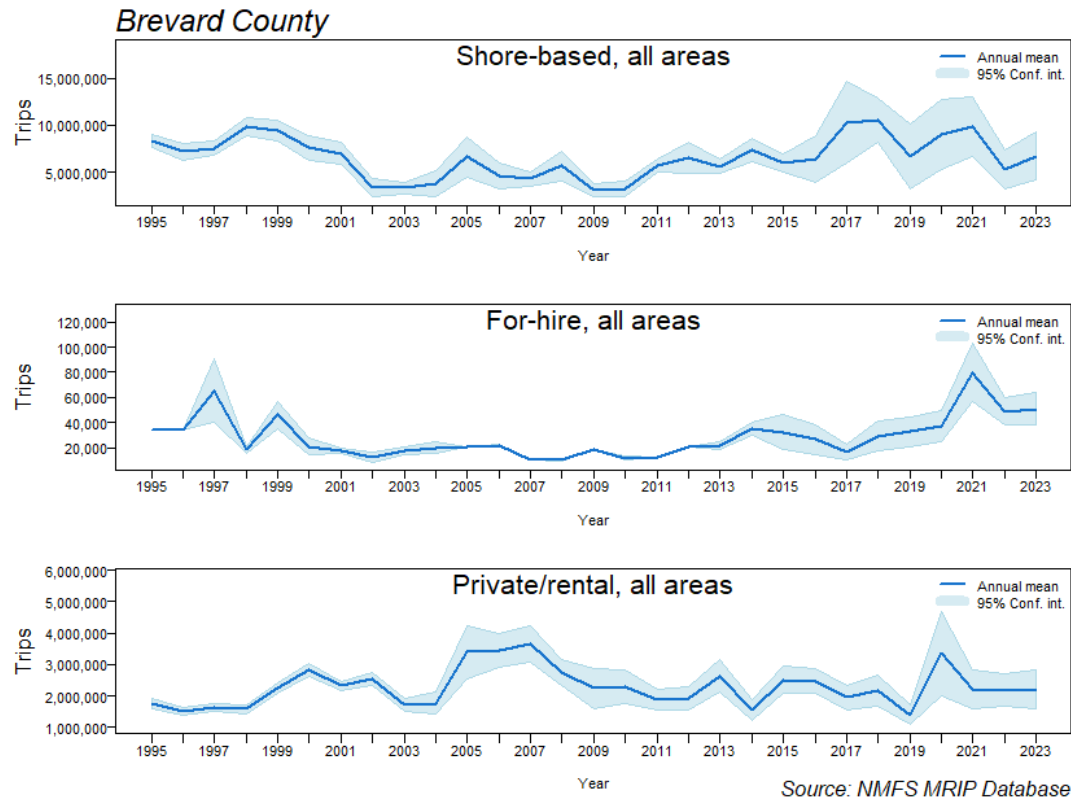 Brevard County
Shore-based, all areas
Annual mean
95% Conf. int.
Trips
15,000,000
10,000,000
5,000,000
1995 1997 1999 2001 2003 2005 2007 2009 2011 2013 2015 2017 2019 2021 2023
Year
For-hire, all areas
Annual mean
95% Conf. int.
Trips
120,000
100,000
80,000
60,000
40,000
20,000
1995 1997 1999 2001 2003 2005 2007 2009 2011 2013 2015 2017 2019 2021 2023
Year
Private/rental, all areas
Annual mean
95% Conf. int.
Trips
6,000,000
5,000,000
4,000,000
3,000,000
2,000,000
1,000,000
1995 1997 1999 2001 2003 2005 2007 2009 2011 2013 2015 2017 2019 2021 2023
Year
Source: NMFS MRIP Database